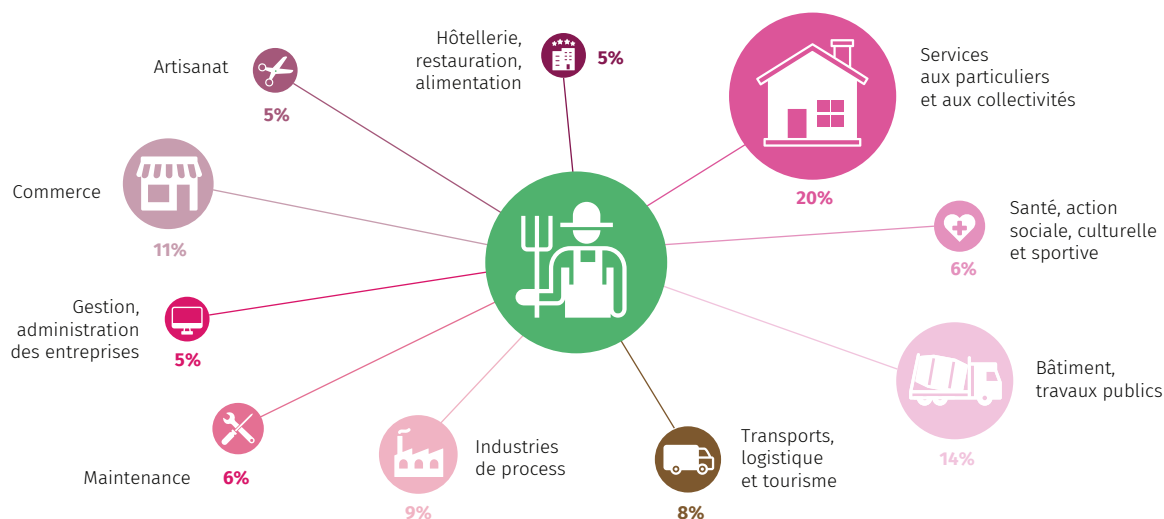 Artisanat
5%
Hôtellerie,
restauration,
alimentation
5%
Services
aux particuliers
et aux collectivités
20%
Commerce
11%
Santé, action
sociale, culturelle
et sportive
6%
Gestion,
administration
des entreprises
5%
Bâtiment,
travaux publics
14%
Maintenance
6%
Industries
de process
9%
Transports,
logistique
et tourisme
8%